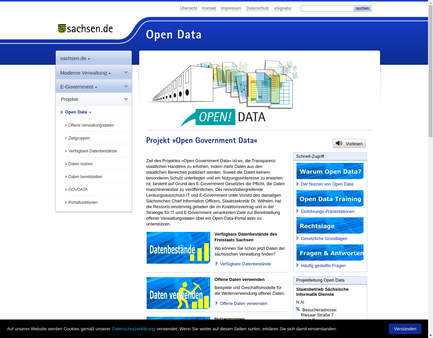 Übersicht Kontakt Impressum Datenschutz eSignatur
suchen
sachsen.de
Open Data
sachsen.de
Moderne Verwaltung
E-Government
Projekte
Open Data
Offene Verwaltungsdaten
Zielgruppen
Verfügbare Datenbestände
Daten nutzen
Daten bereitstellen
GOVDATA
Portalfunktionen
OPEN! DATA
Projekt »Open Government Data«
Vorlesen
Ziel des Projektes »Open Government Data« ist es, die Transparenz
staatlichen Handelns zu erhöhen, indem mehr Daten aus den
staatlichen Bereichen publiziert werden. Soweit die Daten keinem
besonderen Schutz unterliegen und ein Nutzungsinteresse zu erwarten
ist, besteht auf Grund des E-Government-Gesetzes die Pflicht, die Daten
maschinenlesbar zu veröffentlichen. Der ressortübergreifende
Lenkungsausschuss IT und E-Government unter Vorsitz des damaligen
Sächsischen Chief Information Officers, Staatssekretär Dr. Wilhelm, hat
die Ressorts einstimmig gebeten die im Koalitionsvertrag und in der
Strategie für IT und E-Government verankerten Daten zur Bereitstellung
offener Verwaltungsdaten über ein Open-Data-Portal aktiv zu
unterstützen.
Datenbestände
Verfügbare Datenbestände des
Freistaats Sachsen
Wo können Sie schon jetzt Daten der
sächsischen Verwaltung finden?
Verfügbare Datenbestände
Daten verwenden
Offene Daten verwenden
Beispiele und Geschäftsmodelle für
die Weiterverwendung offener Daten.
Offene Daten verwenden
Schnell-Zugriff
Warum Open Data?
Der Nutzen von Open Data
Open Data Training
Einführungs-Präsentationen
Rechtslage
Gesetzliche Grundlagen
Fragen & Antworten
Häufig gestellte Fragen
Projektleitung Open Data
Staatsbetrieb Sächsische
Informatik Dienste
N.N.
Besucheradresse:
Riesaer Straße 7
Auf unserer Website werden Cookies gemäß unserer Datenschutzerklärung verwendet. Wenn Sie weiter auf diesen Seiten surfen, erklären Sie sich damit einverstanden.
Verstanden